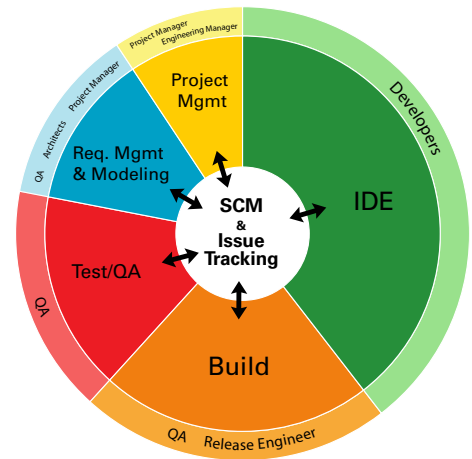 Project Manager
Engineering Manager
Project
Mgmt
Developers
QA Architects Project Manager
Req. Mgmt
& Modeling
SCM
&
Issue
Tracking
IDE
Test/QA
QA
Build
QA Release Engineer